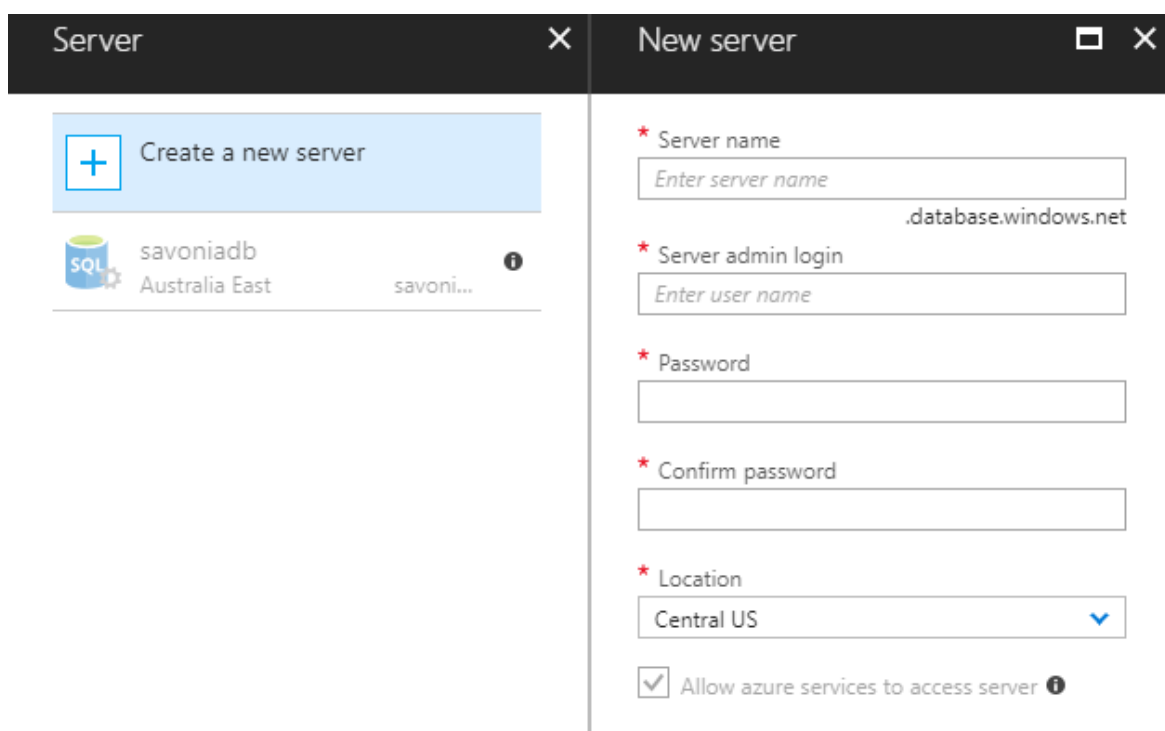 Server
Create a new server
SQL
savoniadb
Australia East savoni...
New server
* Server name
Enter server name
.database.windows.net
* Server admin login
Enter user name
* Password
* Confirm password
* Location
Central US
Allow azure services to access server